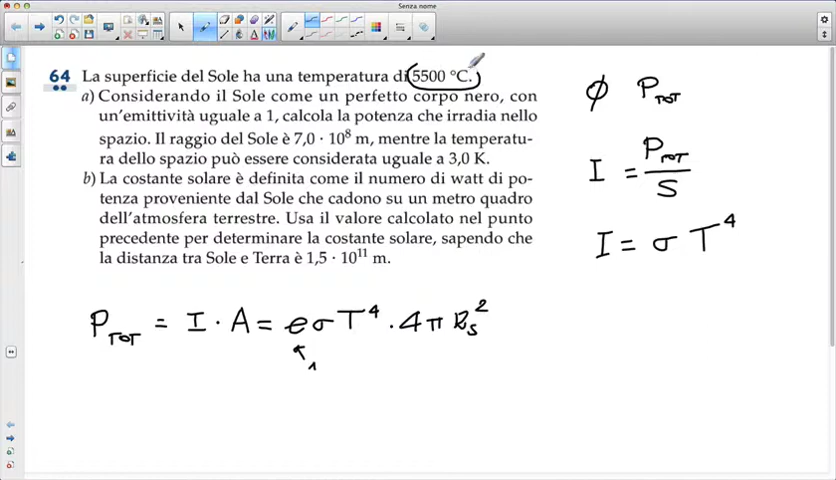 Senza nome
64 La superficie del Sole ha una temperatura di 5500 °C.
a) Considerando il Sole come un perfetto corpo nero, con
un'emittività uguale a 1, calcola la potenza che irradia nello
spazio. Il raggio del Sole è 7,0 · 10⁸ m, mentre la temperatu-
ra dello spazio può essere considerata uguale a 3,0 K.
b) La costante solare è definita come il numero di watt di po-
tenza proveniente dal Sole che cadono su un metro quadro
dell'atmosfera terrestre. Usa il valore calcolato nel punto
precedente per determinare la costante solare, sapendo che
la distanza tra Sole e Terra è 1,5 · 10¹¹ m.
ϕ P_TOT
I = P_TOT / S
I = σ T⁴
P_TOT = I · A = e σ T⁴ · 4 π R_S²
1